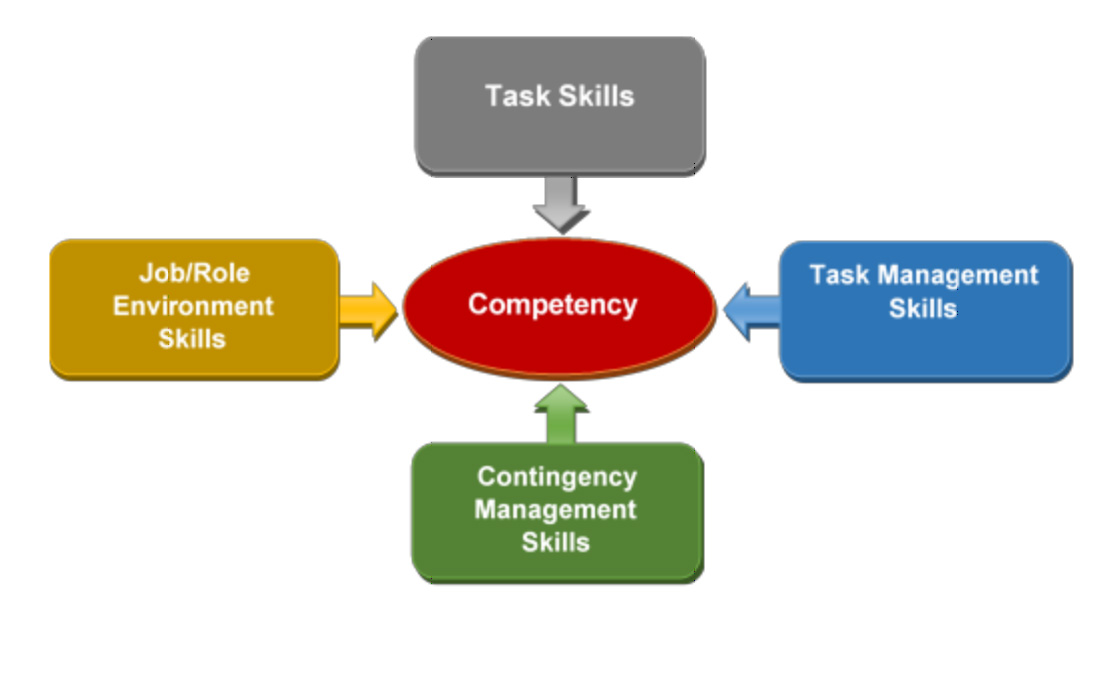 Task Skills
Job/Role
Environment
Skills
Competency
Task Management
Skills
Contingency
Management
Skills